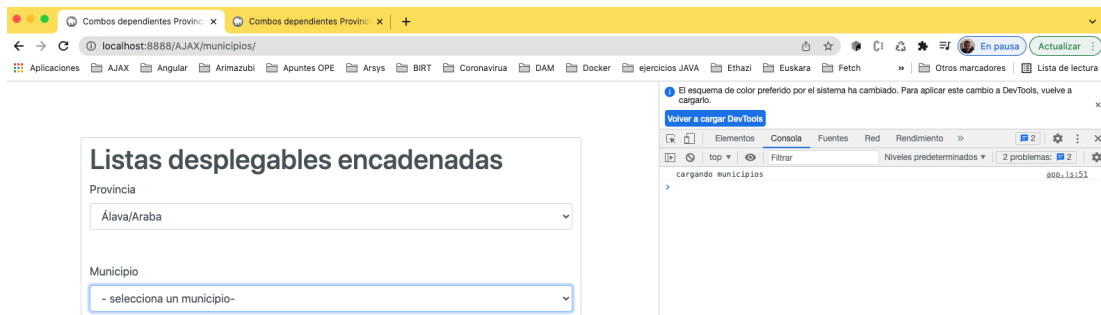 Combos dependientes Provinc
Combos dependientes Provinc
localhost:8888/AJAX/municipios/
En pausa
Actualizar
Aplicaciones AJAX Angular Arimazubi Apuntes OPE Arsys BIRT Coronavirua DAM Docker ejercicios JAVA Ethazi Euskara Fetch » Otros marcadores Lista de lectura
El esquema de color preferido por el sistema ha cambiado. Para aplicar este cambio a DevTools, vuelve a
cargarlo.
Volver a cargar DevTools
Elementos Consola Fuentes Red Rendimiento » 2
top Filtrar Niveles predeterminados 2 problemas: 2
cargando municipios app.js:51
Listas desplegables encadenadas
Provincia
Álava/Araba
Municipio
- selecciona un municipio-